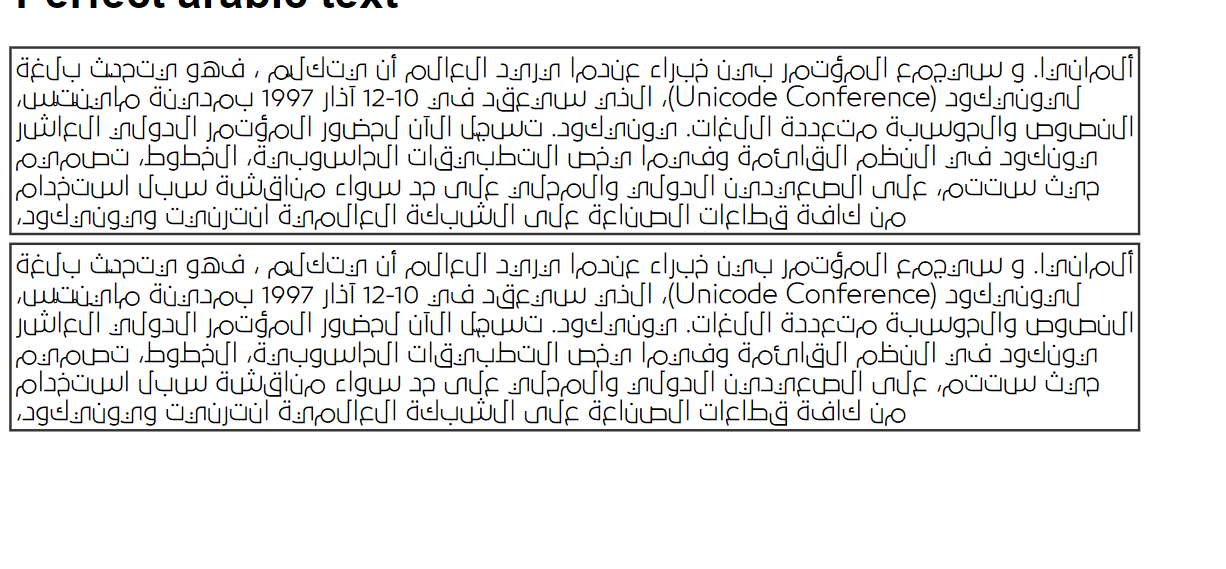 Perfect arabic text
ألمانيا. و سيجمع المؤتمر بين خبراء عندما يريد العالم أن يتكلم ، فهو يتحدث بلغة
ليونيكود (Unicode Conference)، الذي سيعقد في 10-12 آذار 1997 بمدينة ماينتس،
النصوص والحوسبة متعددة اللغات. يونيكود. تسجل الآن لحضور المؤتمر الدولي العاشر
يونكود في النظم القائمة وفيما يخص التطبيقات الحاسوبية، الخطوط، تصميم
حيث ستتم، على الصعيدين الدولي والمحلي على حد سواء مناقشة سبل استخدام
من كافة قطاعات الصناعة على الشبكة العالمية انترنيت ويونيكود،
ألمانيا. و سيجمع المؤتمر بين خبراء عندما يريد العالم أن يتكلم ، فهو يتحدث بلغة
ليونيكود (Unicode Conference)، الذي سيعقد في 10-12 آذار 1997 بمدينة ماينتس،
النصوص والحوسبة متعددة اللغات. يونيكود. تسجل الآن لحضور المؤتمر الدولي العاشر
يونكود في النظم القائمة وفيما يخص التطبيقات الحاسوبية، الخطوط، تصميم
حيث ستتم، على الصعيدين الدولي والمحلي على حد سواء مناقشة سبل استخدام
من كافة قطاعات الصناعة على الشبكة العالمية انترنيت ويونيكود،